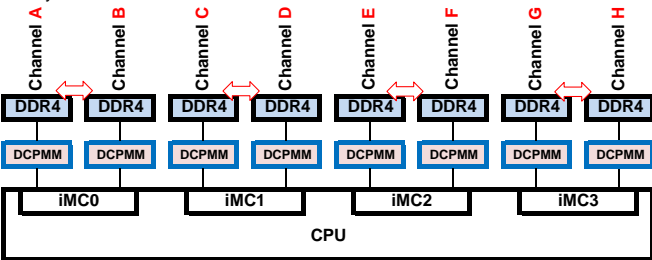 Channel A Channel B Channel C Channel D Channel E Channel F Channel G Channel H
DDR4 DDR4 DDR4 DDR4 DDR4 DDR4 DDR4 DDR4
DCPMM DCPMM DCPMM DCPMM DCPMM DCPMM DCPMM DCPMM
iMC0 iMC1 iMC2 iMC3
CPU